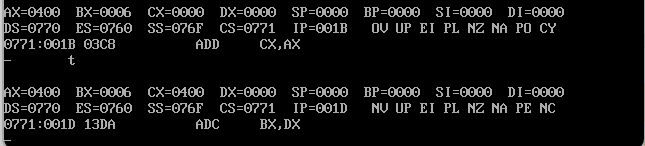 AX=0400 BX=0006 CX=0000 DX=0000 SP=0000 BP=0000 SI=0000 DI=0000
DS=0770 ES=0760 SS=076F CS=0771 IP=001B OV UP EI PL NZ NA PO CY
0771:001B 03C8 ADD CX,AX
- t
AX=0400 BX=0006 CX=0400 DX=0000 SP=0000 BP=0000 SI=0000 DI=0000
DS=0770 ES=0760 SS=076F CS=0771 IP=001D NV UP EI PL NZ NA PE NC
0771:001D 13DA ADC BX,DX
-